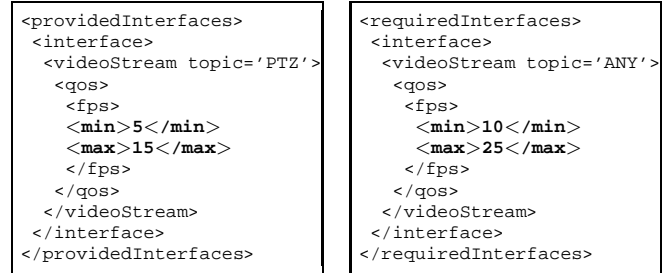 <providedInterfaces>
<interface>
<videoStream topic='PTZ'>
<qos>
<fps>
<min>5</min>
<max>15</max>
</fps>
</qos>
</videoStream>
</interface>
</providedInterfaces>
<requiredInterfaces>
<interface>
<videoStream topic='ANY'>
<qos>
<fps>
<min>10</min>
<max>25</max>
</fps>
</qos>
</videoStream>
</interface>
</requiredInterfaces>